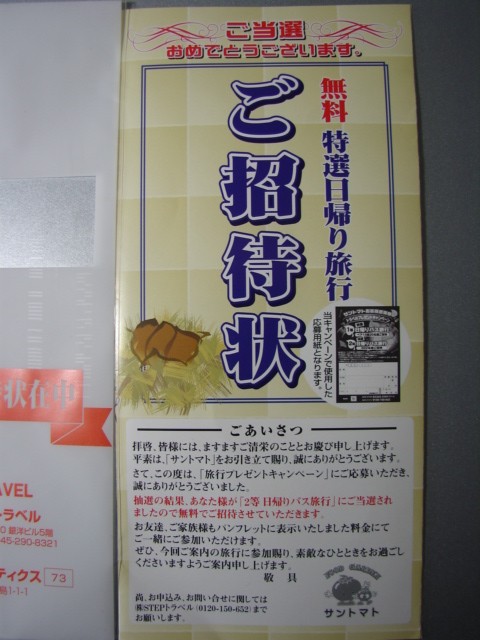 ご当選
おめでとうございます。
無料 特選日帰り旅行
ご招待状
当キャンペーンで使用した
応募用紙となります。
ごあいさつ
拝啓、皆様には、ますますご清栄のこととお慶び申し上げます。
平素は、「サントマト」をお引き立て賜り、誠にありがとうございます。
さて、この度は、「旅行プレゼントキャンペーン」にご応募いただき、
誠にありがとうございました。
抽選の結果、あなた様が「2等 日帰りバス旅行」にご当選され
ましたので無料でご招待させていただきます。
お友達、ご家族様もパンフレットに表示いたしました料金にて
ご一緒にご参加いただけます。
ぜひ、今回ご案内の旅行に参加賜り、素敵なひとときをお過ごし
くださいますようご案内申し上げます。
敬 具
尚、お申込み、お問い合せに関しては
㈱STEPトラベル(0120-150-652)まで
お願いします。
サントマト
状在中
AVEL
トラベル
0 銀洋ビル5階
045-290-8321
ティクス 73
島1-1-1